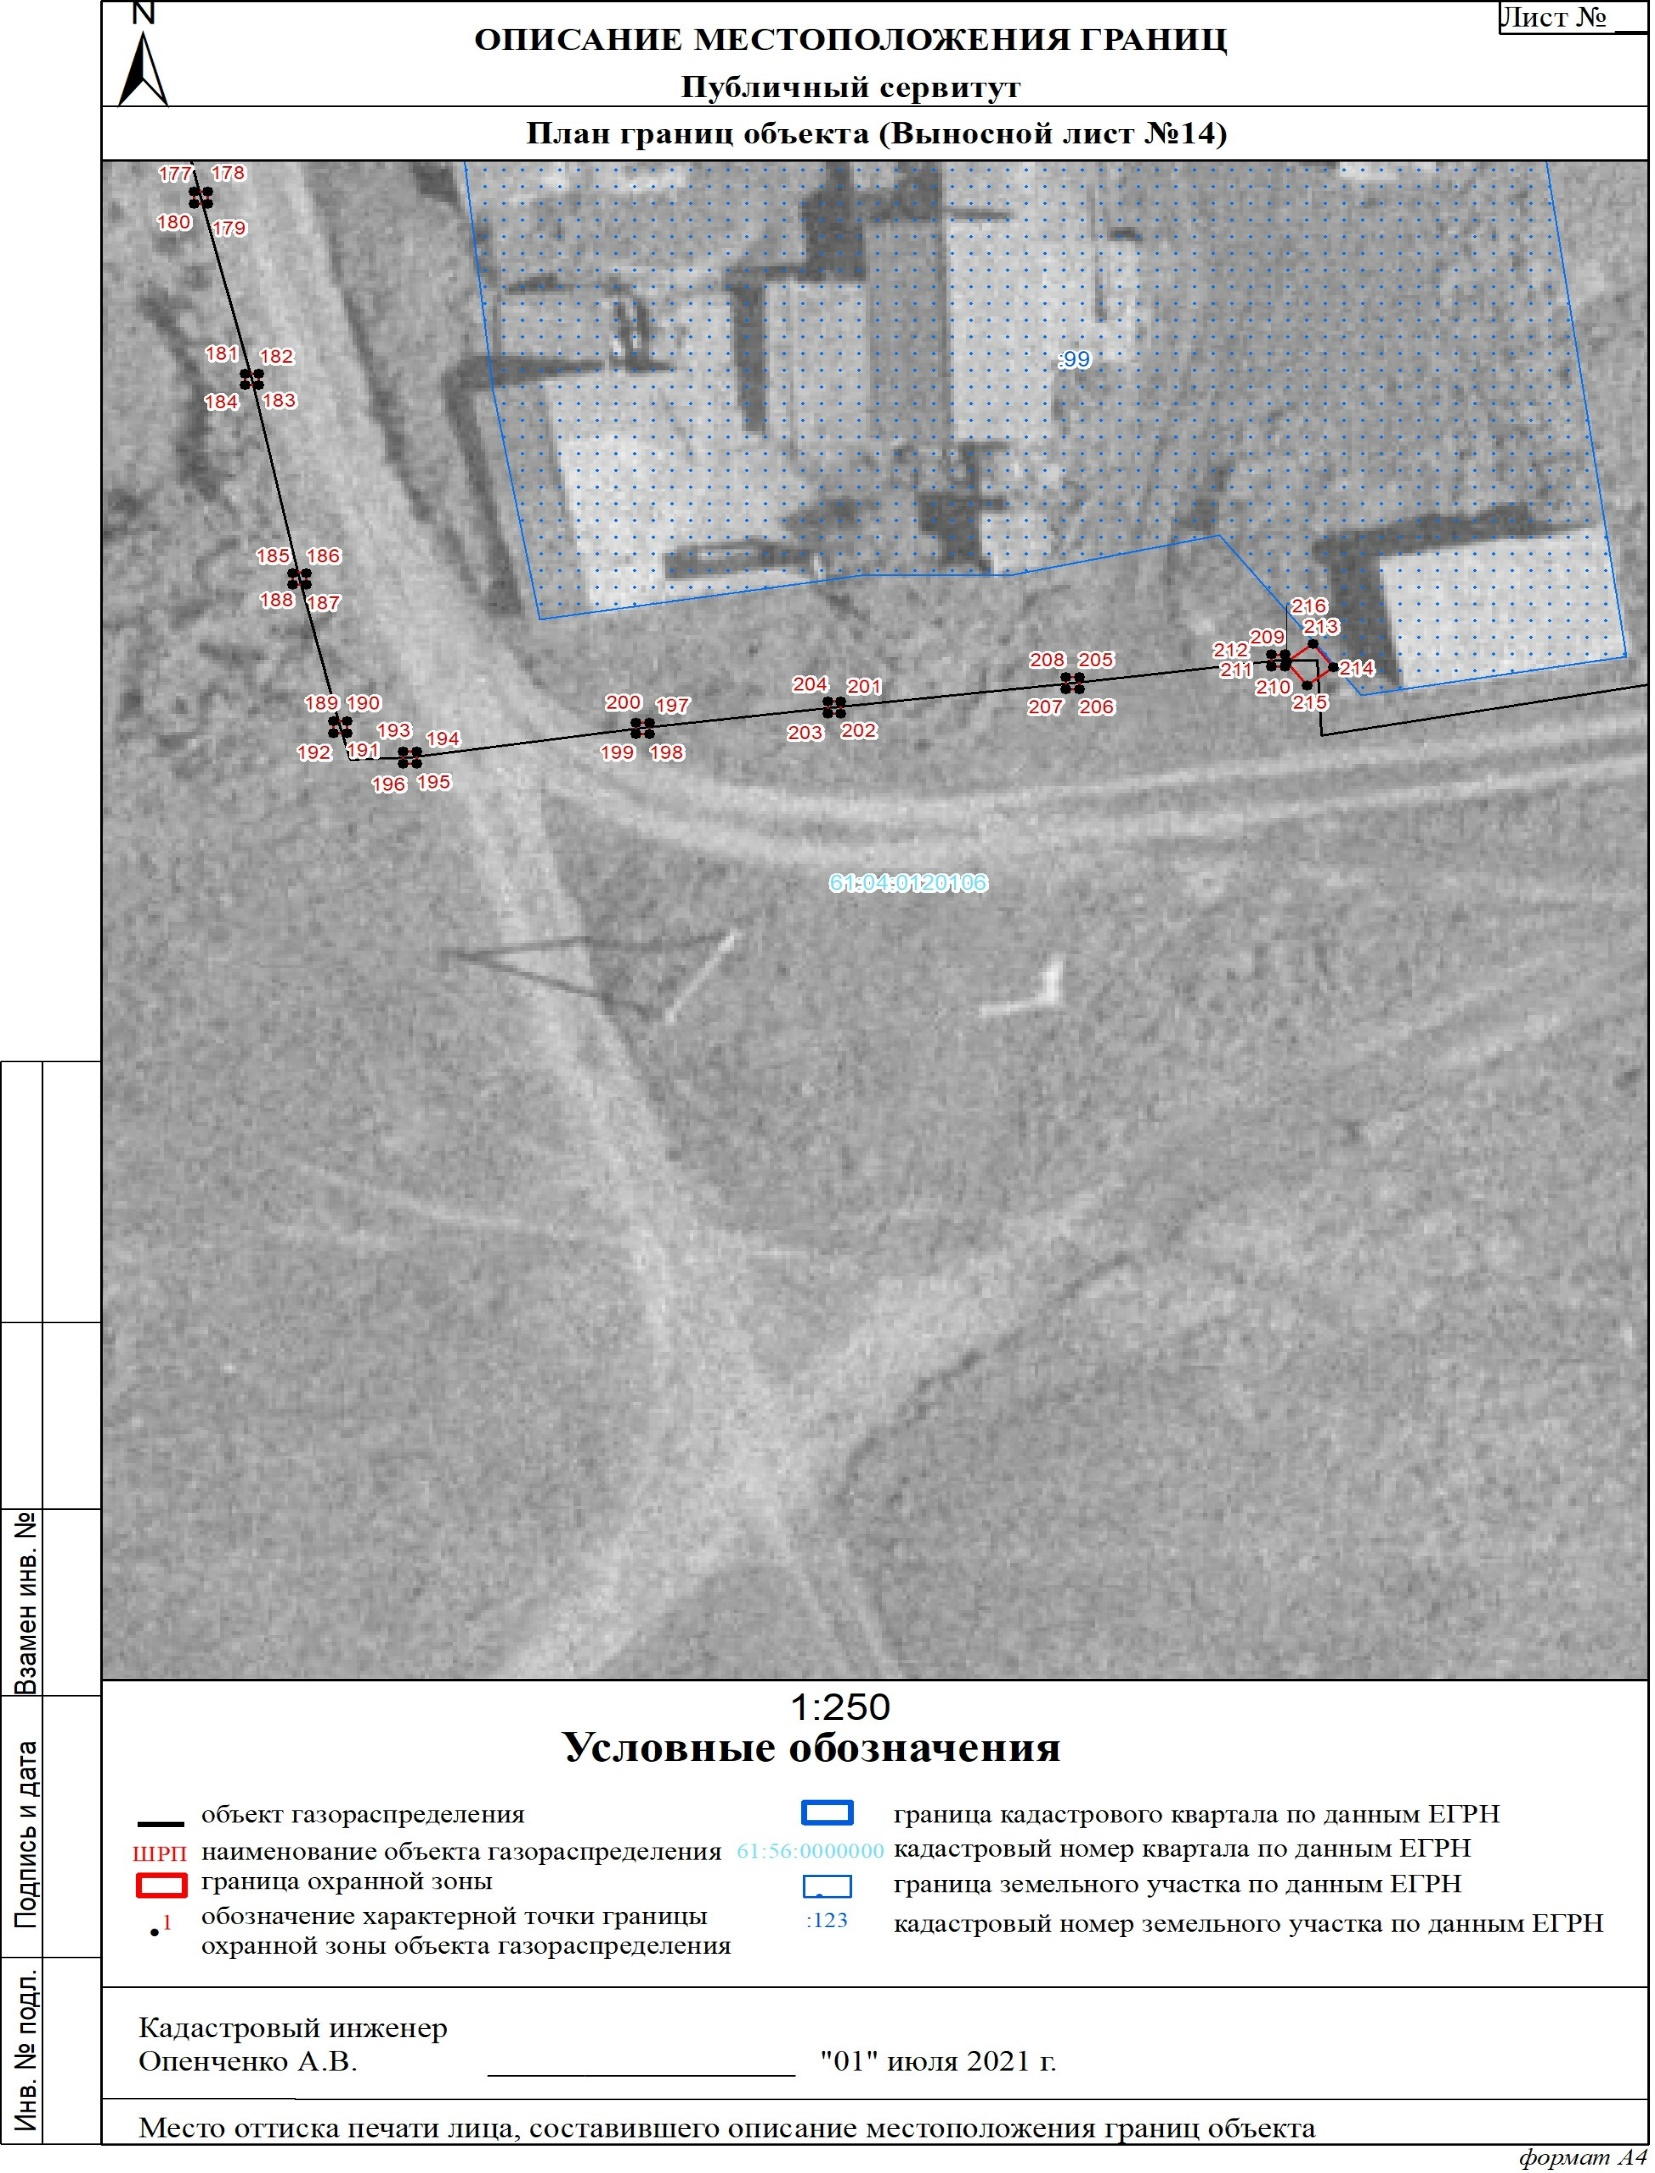 N
Лист № __
ОПИСАНИЕ МЕСТОПОЛОЖЕНИЯ ГРАНИЦ
Публичный сервитут
План границ объекта (Выносной лист №14)
177 178
180 179
181 182
184 183
:99
185 186
188 187
216
213
209
212
211
214
210
215
208 205
207 206
204 201
203 202
200 197
199 198
189 190
193 194
192 191
196 195
61:04:0120106
1:250
Условные обозначения
объект газораспределения
ШРП наименование объекта газораспределения
граница охранной зоны
1 обозначение характерной точки границы
охранной зоны объекта газораспределения
граница кадастрового квартала по данным ЕГРН
61:56:0000000 кадастровый номер квартала по данным ЕГРН
граница земельного участка по данным ЕГРН
:123 кадастровый номер земельного участка по данным ЕГРН
Кадастровый инженер
Опенченко А.В. ____________________ "01" июля 2021 г.
Место оттиска печати лица, составившего описание местоположения границ объекта
формат А4
Взамен инв. №
Подпись и дата
Инв. № подл.